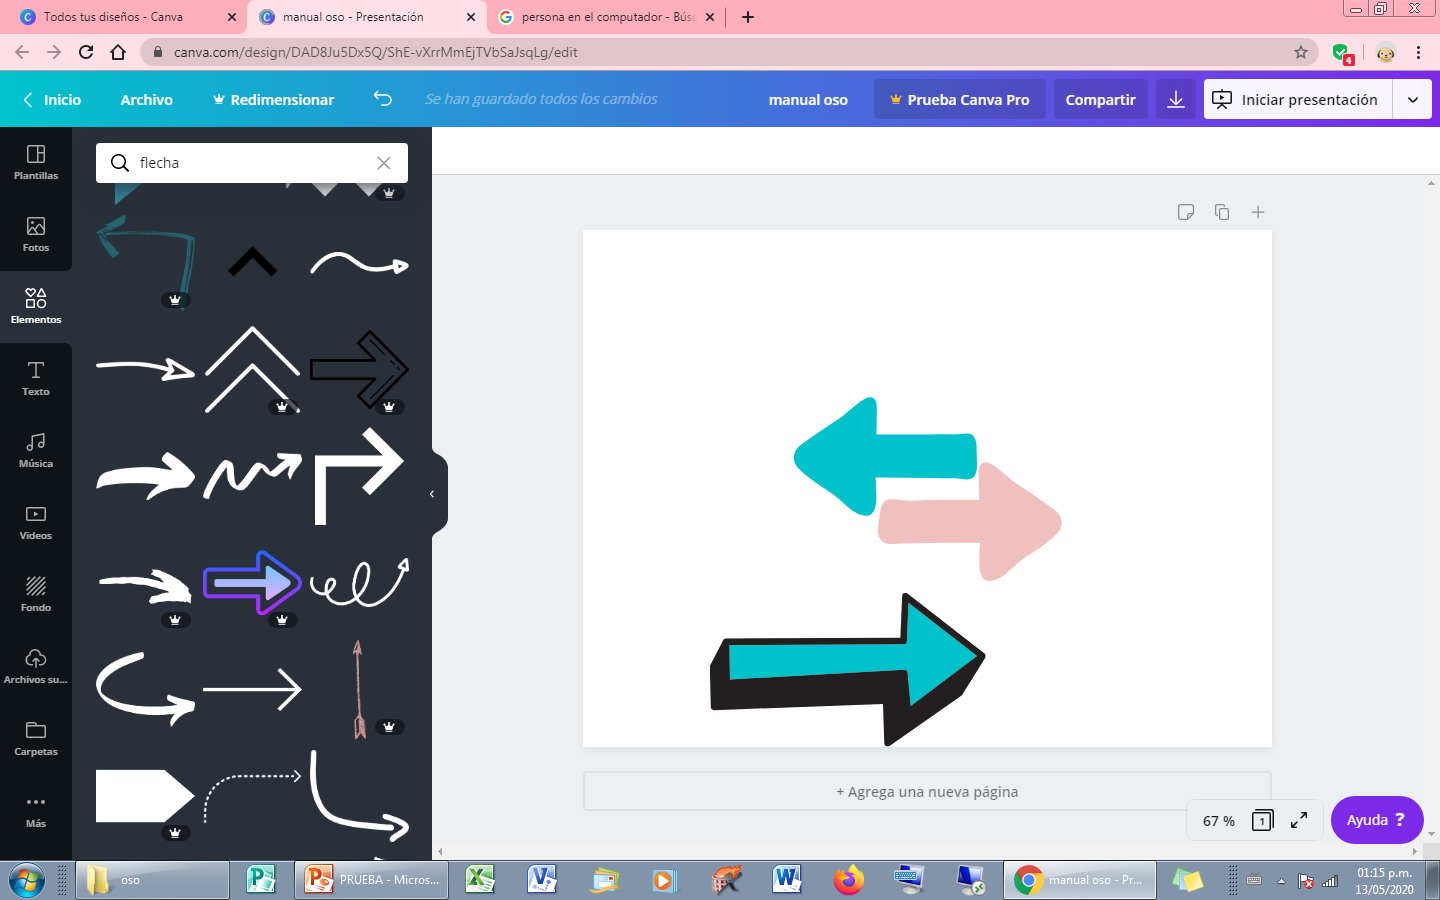 Todos tus diseños - Canva
manual oso - Presentación
persona en el computador - Bús
canva.com/design/DAD8Ju5Dx5Q/ShE-vXrrMmEjTVbSaJsqLg/edit
4
Inicio
Archivo
Redimensionar
Se han guardado todos los cambios
manual oso
Prueba Canva Pro
Compartir
Iniciar presentación
flecha
Plantillas
Fotos
Elementos
Texto
Música
Videos
Fondo
Archivos su...
Carpetas
Más
+ Agrega una nueva página
67 %
1
Ayuda ?
oso
PRUEBA - Micros...
manual oso - Pr...
01:15 p.m.
13/05/2020